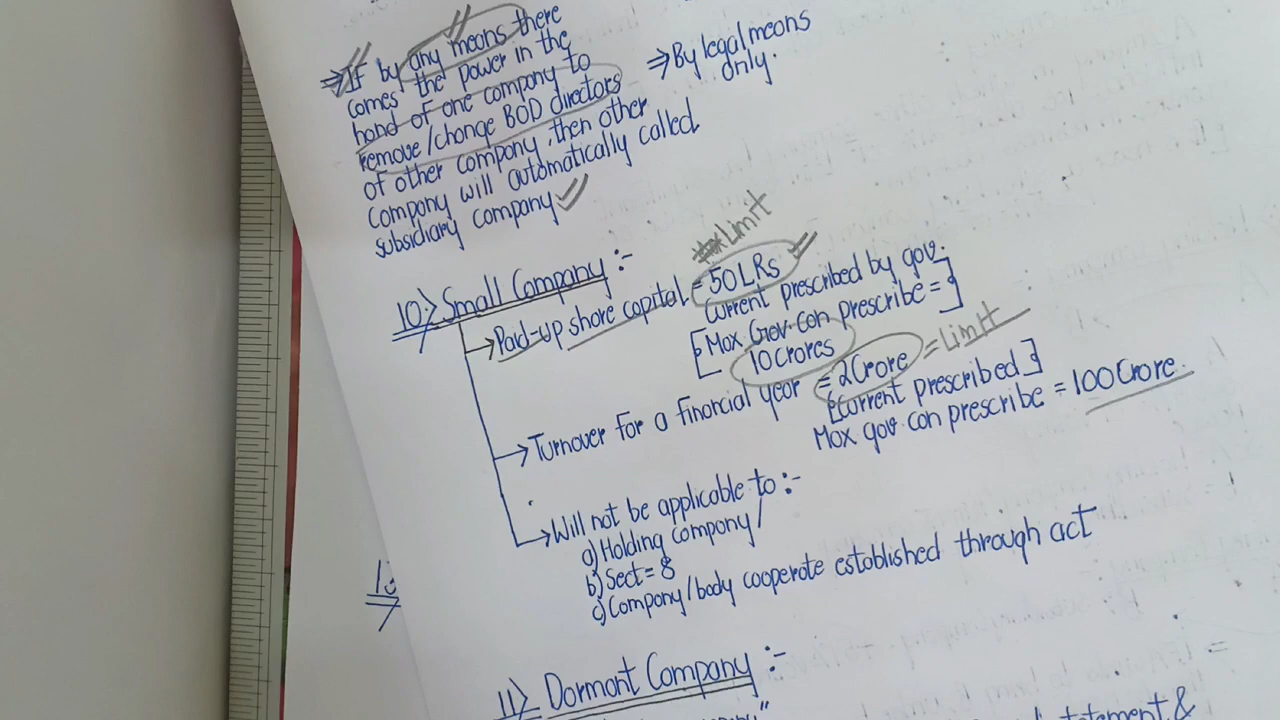 ⇒ If by any means there
comes the power in the
hand of one company to
remove/change BOD directors
of other company, then other
company will automatically called
subsidiary company
⇒ By legal means
only.
10> Small Company :-
Limit
→ Paid-up share capital = 50LRs
Current prescribed by gov.
[Max Gov. can prescribe =
10 crores]
→ Turnover for a financial year = 2 Crore = Limit
[Current prescribed]
Max gov. can prescribe = 100 Crore.
→ Will not be applicable to :-
a) Holding company/
b) Sect = 8
c) Company/body cooperate established through act
11> Dormant Company :-
statement &